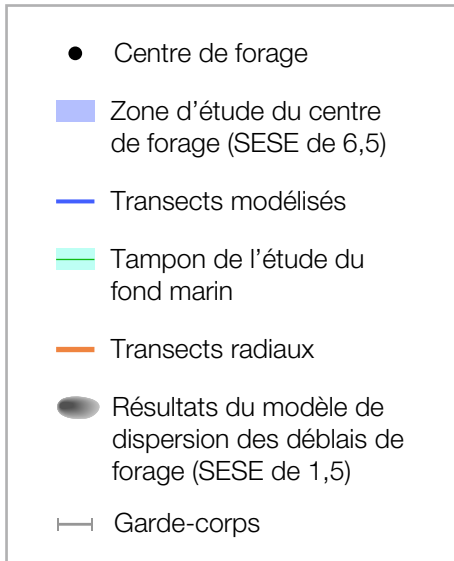 Centre de forage
Zone d'étude du centre
de forage (SESE de 6,5)
Transects modélisés
Tampon de l'étude du
fond marin
Transects radiaux
Résultats du modèle de
dispersion des déblais de
forage (SESE de 1,5)
Garde-corps